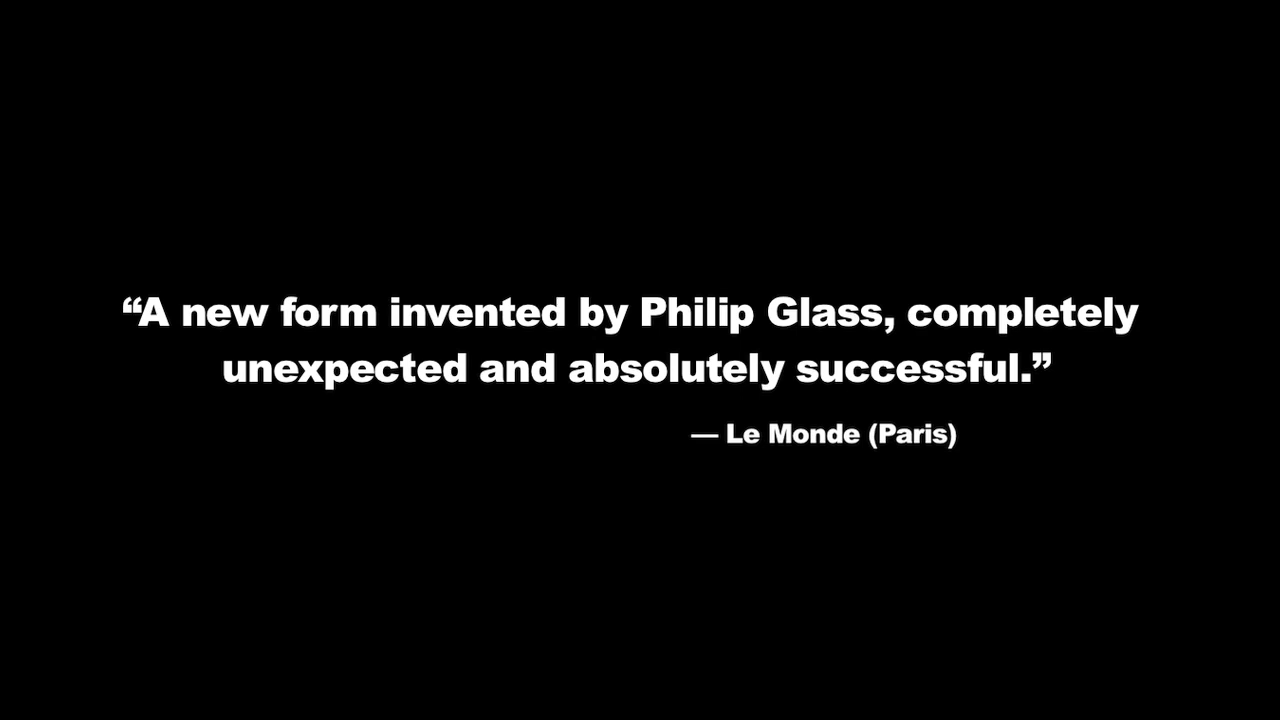 “A new form invented by Philip Glass, completely
unexpected and absolutely successful.”
— Le Monde (Paris)